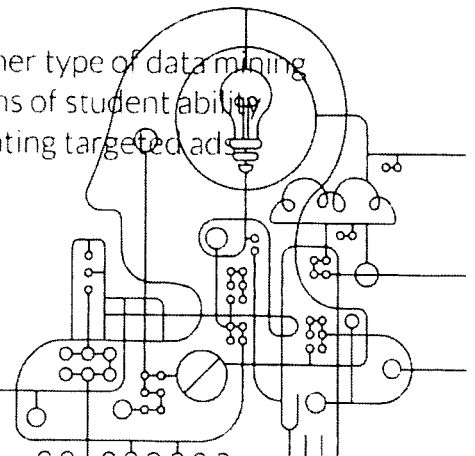 her type of data mining
ns of student ability
ting targeted ads